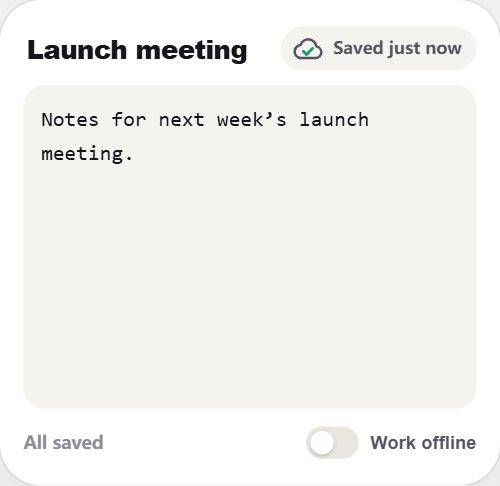 Launch meeting
Saved just now
Notes for next week’s launch
meeting.
All saved
Work offline